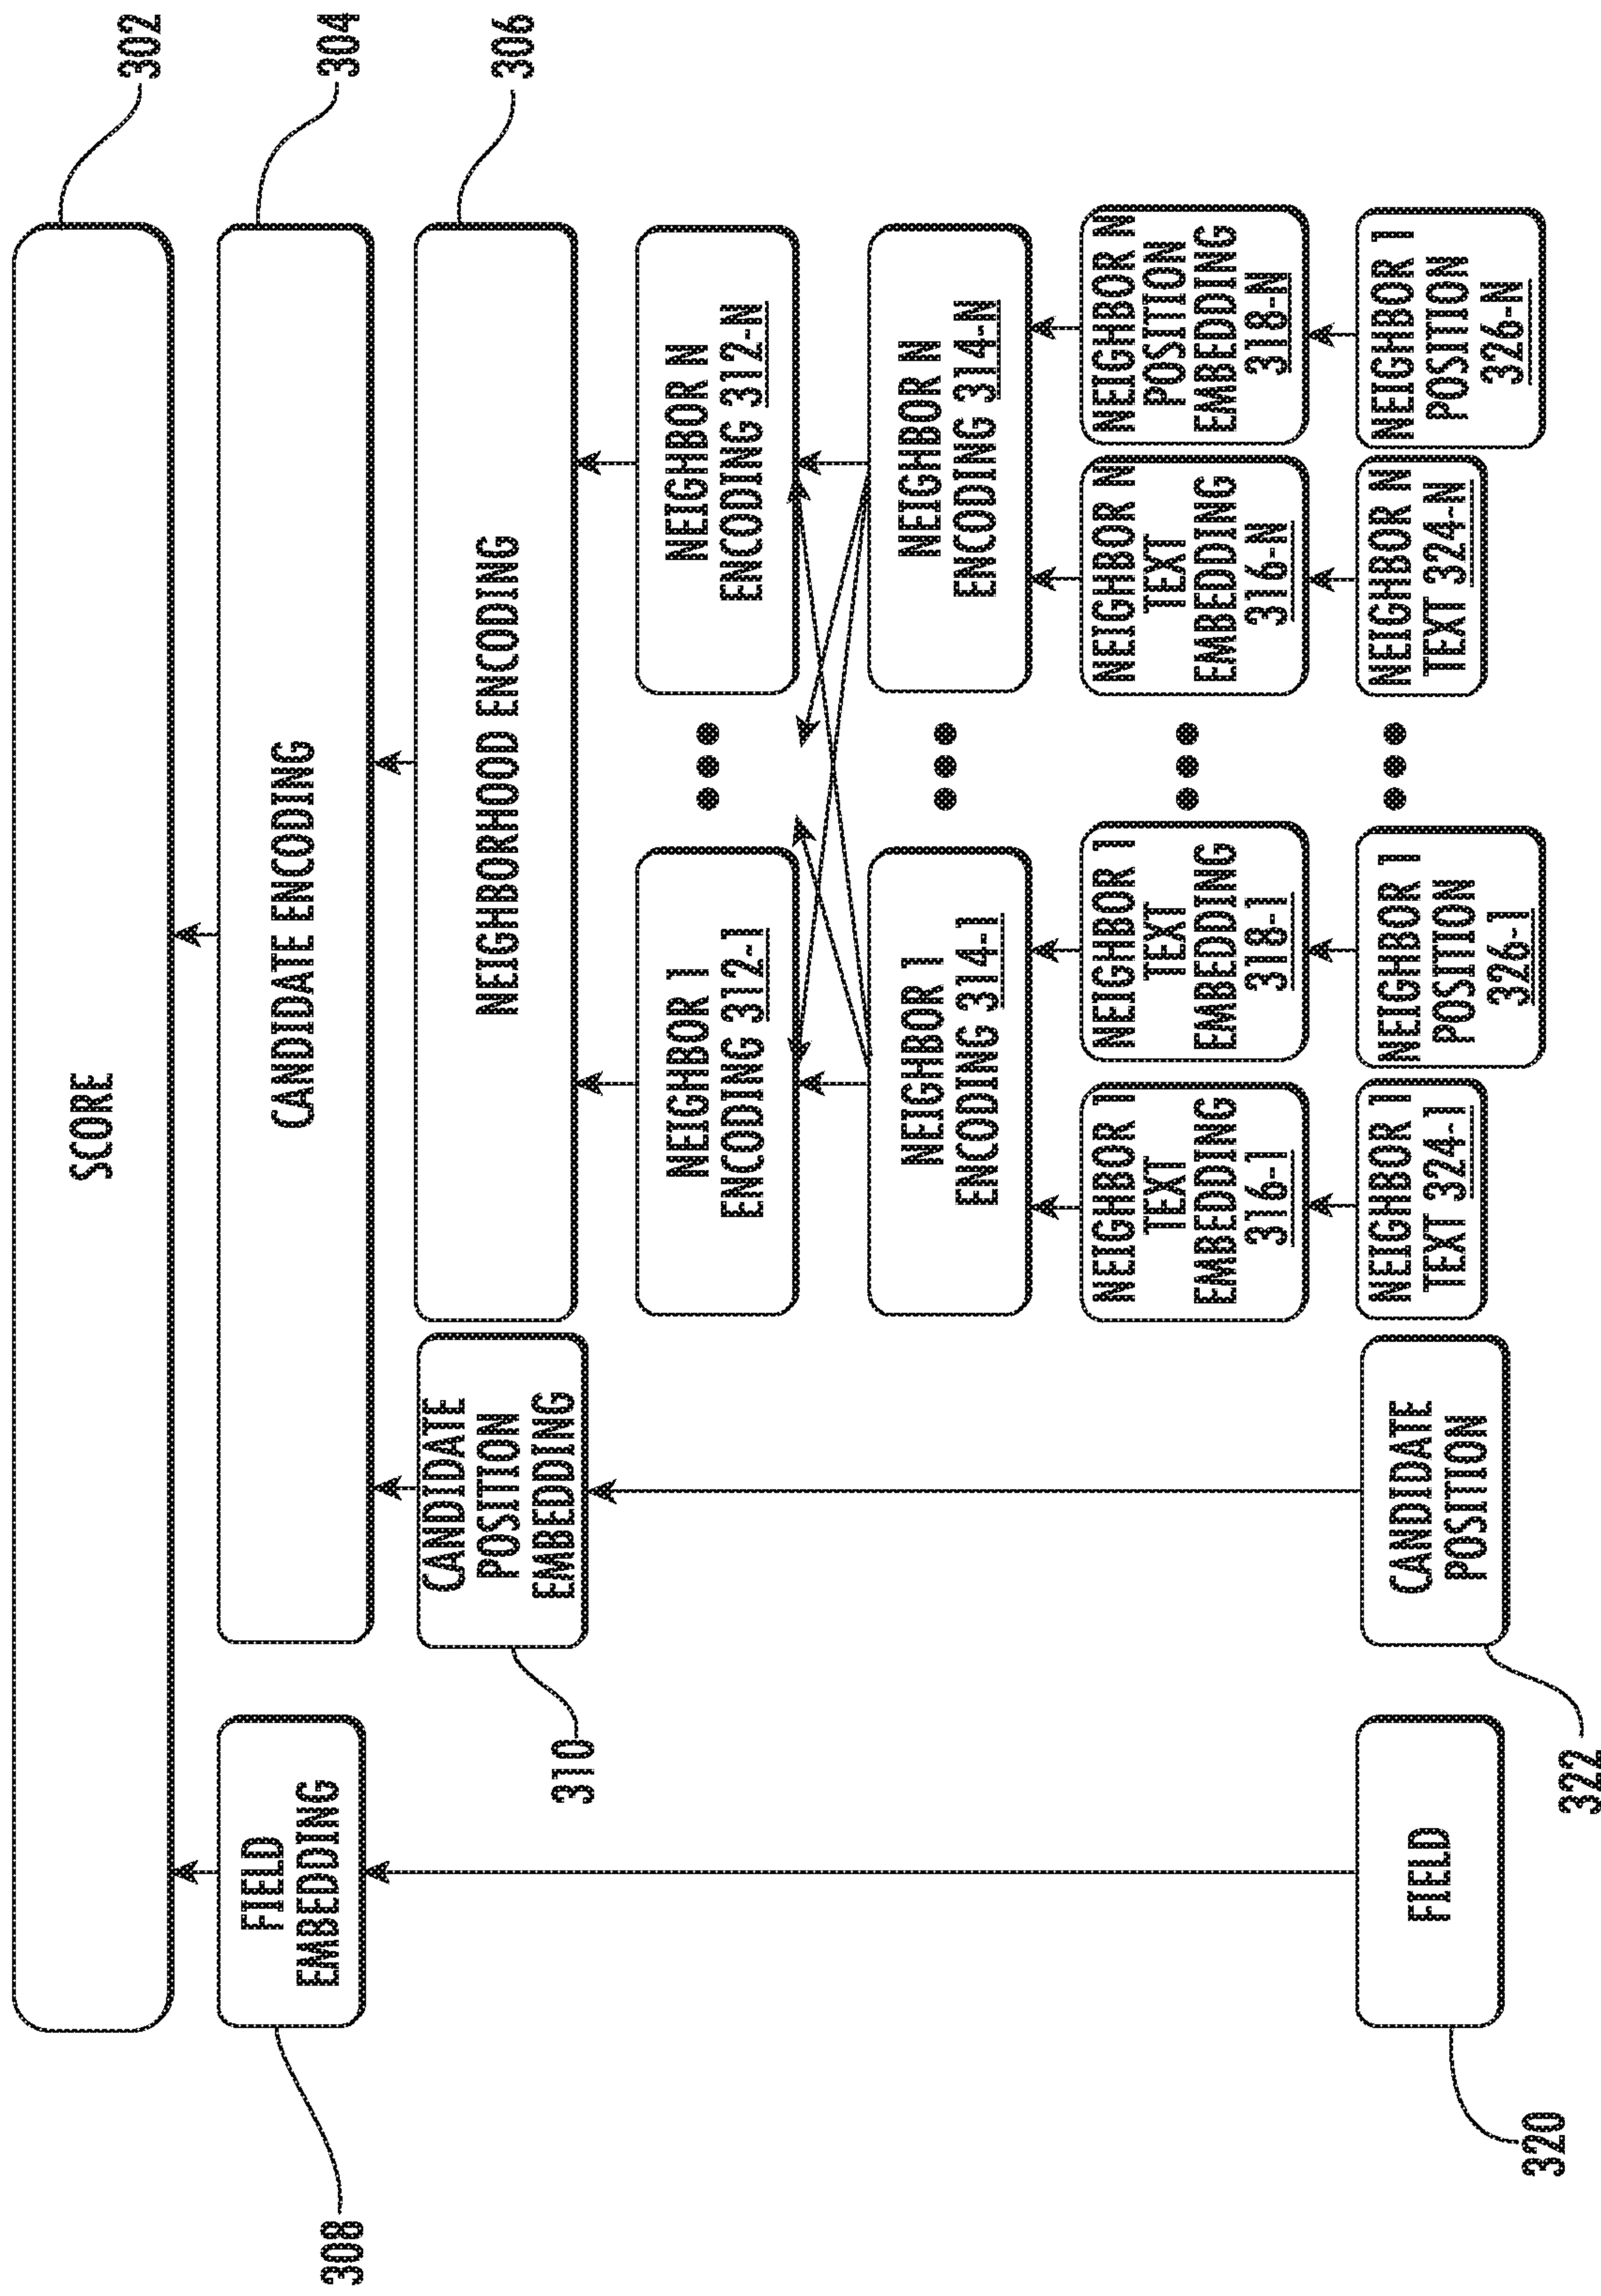 302
SCORE
304
CANDIDATE ENCODING
FIELD
EMBEDDING
308
306
NEIGHBORHOOD ENCODING
CANDIDATE
POSITION
EMBEDDING
310
NEIGHBOR 1
ENCODING 312-1
NEIGHBOR N
ENCODING 312-N
NEIGHBOR 1
ENCODING 314-1
NEIGHBOR N
ENCODING 314-N
NEIGHBOR 1
TEXT
EMBEDDING
316-1
NEIGHBOR 1
TEXT
EMBEDDING
318-1
NEIGHBOR N
TEXT
EMBEDDING
316-N
NEIGHBOR N
POSITION
EMBEDDING
318-N
FIELD
320
CANDIDATE
POSITION
322
NEIGHBOR 1
TEXT 324-1
NEIGHBOR 1
POSITION
326-1
NEIGHBOR N
TEXT 324-N
NEIGHBOR 1
POSITION
326-N